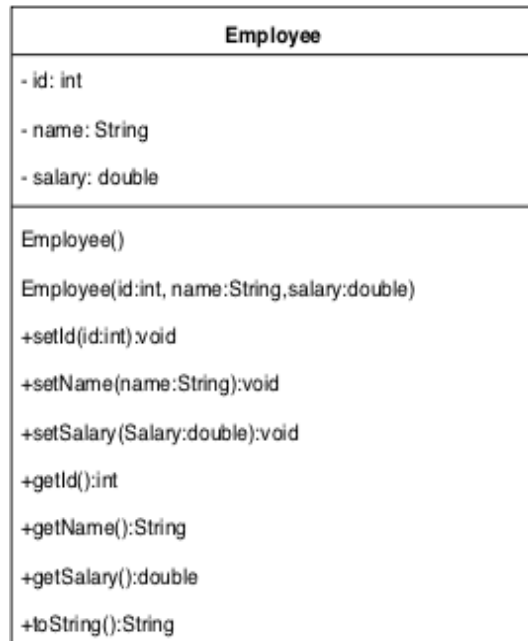 Employee
- id: int
- name: String
- salary: double
Employee()
Employee(id:int, name:String,salary:double)
+setId(id:int):void
+setName(name:String):void
+setSalary(Salary:double):void
+getId():int
+getName():String
+getSalary():double
+toString():String